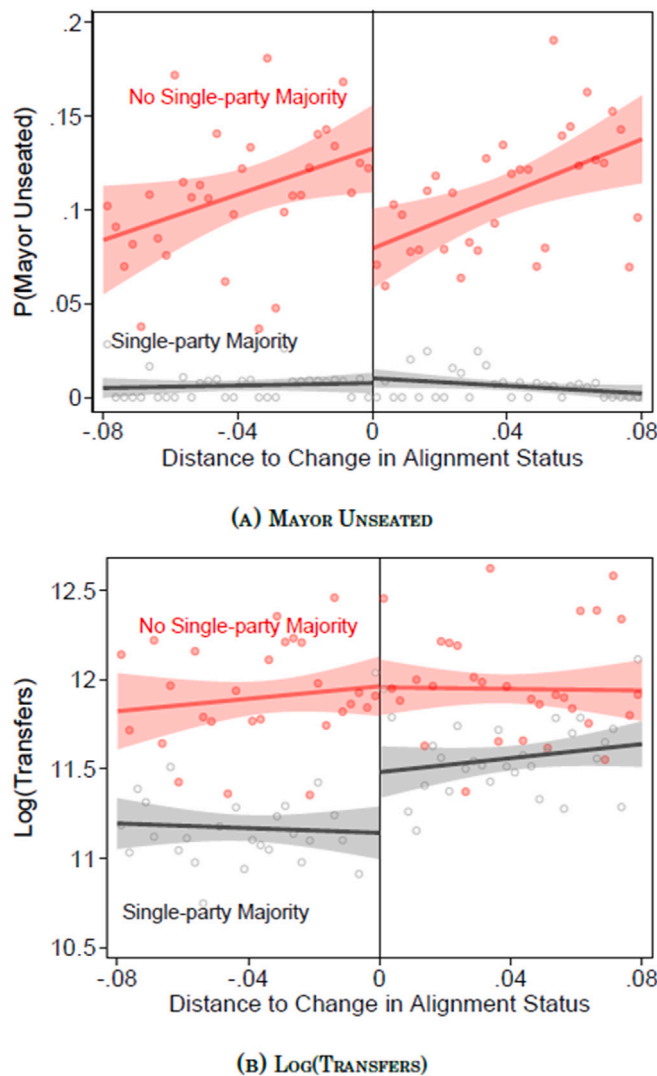 .2
No Single-party Majority
.15
P(Mayor Unseated)
.1
.05
Single-party Majority
0
-.08 -.04 0 .04 .08
Distance to Change in Alignment Status
(A) MAYOR UNSEATED
12.5
No Single-party Majority
12
Log(Transfers)
11.5
11
Single-party Majority
10.5
-.08 -.04 0 .04 .08
Distance to Change in Alignment Status
(B) LOG(TRANSFERS)